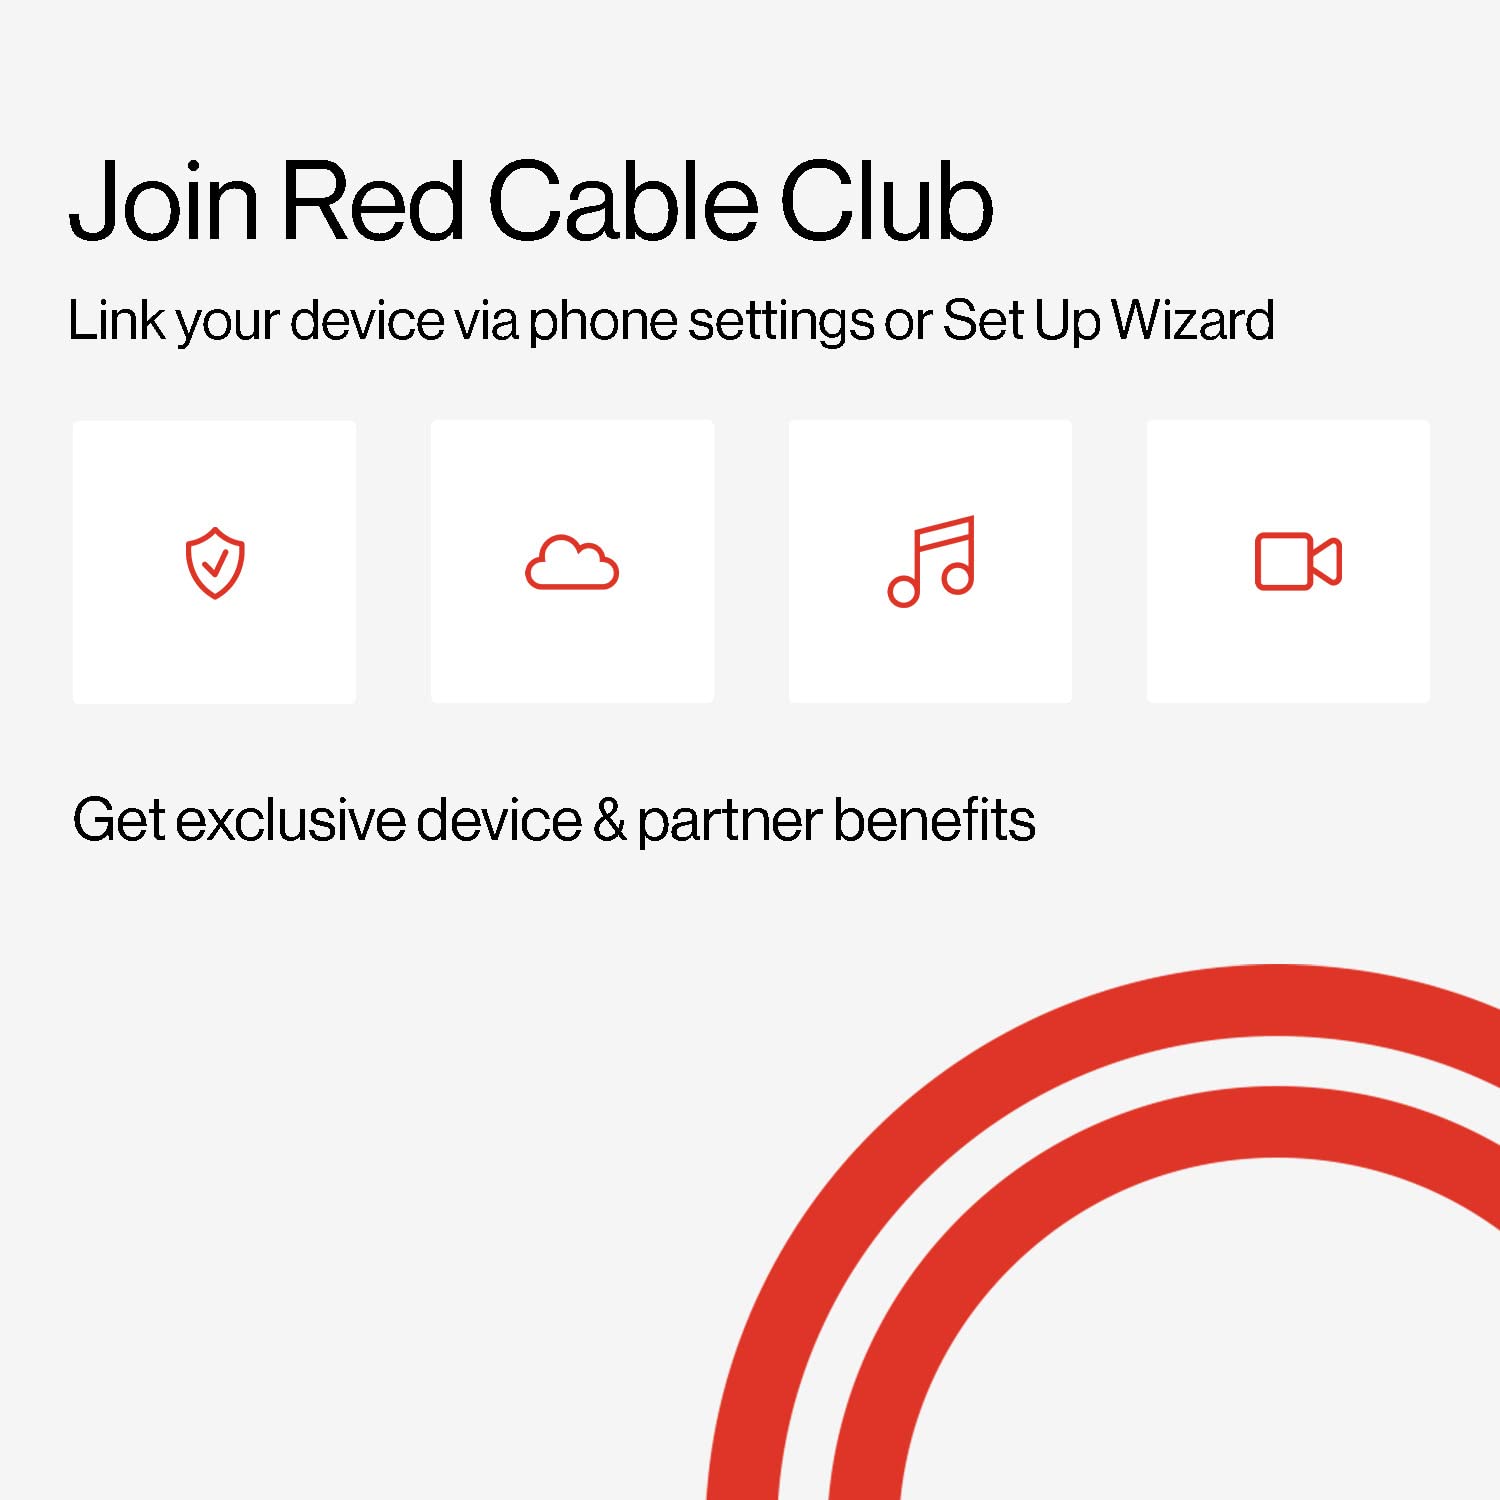 Join Red Cable Club
Link your device via phone settings or Set Up Wizard
Get exclusive device & partner benefits